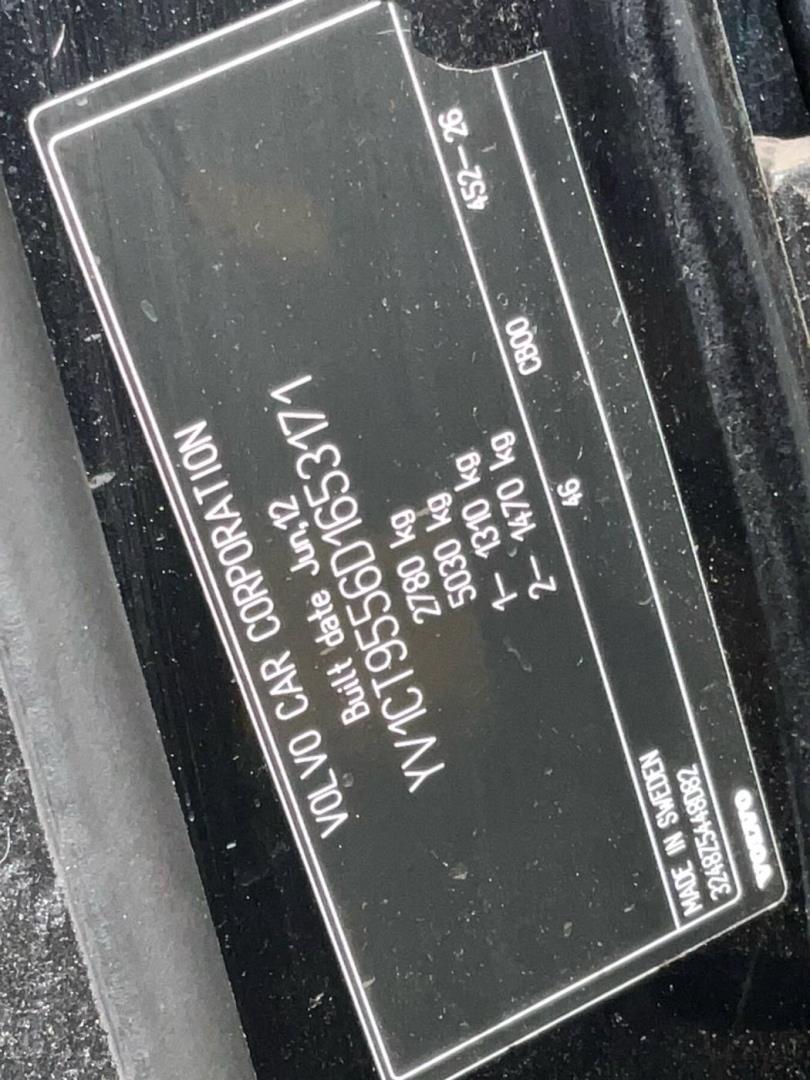 VOLVO CAR CORPORATION
Built date Jun,12
YV1CT9556D1653171
2780 kg
5030 kg
1– 1310 kg
2– 1470 kg
46 C800 452–26
MADE IN SWEDEN
3248Z5448D82
VOLVO